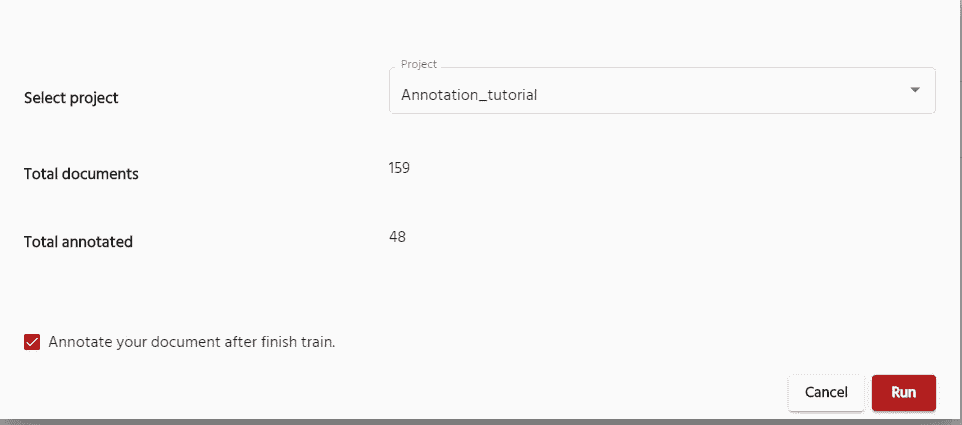 Project
Select project
Annotation_tutorial
Total documents
159
Total annotated
48
Annotate your document after finish train.
Cancel
Run